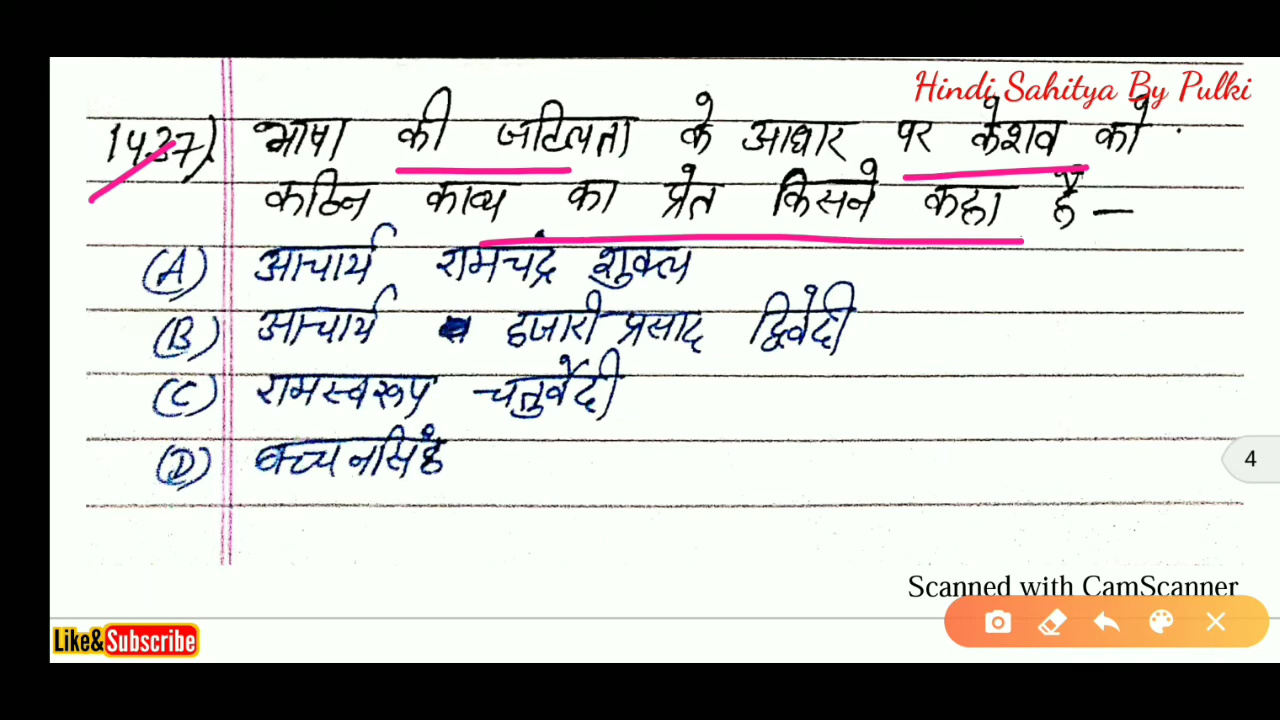 Hindi Sahitya By Pulki
1437) भाषा की जटिलता के आधार पर केशव को
कठिन काव्य का प्रेत किसने कहा है —
(A) आचार्य रामचंद्र शुक्ल
(B) आचार्य हजारी प्रसाद द्विवेदी
(C) रामस्वरूप चतुर्वेदी
(D) बच्चनसिंह
4
Scanned with CamScanner
Like& Subscribe